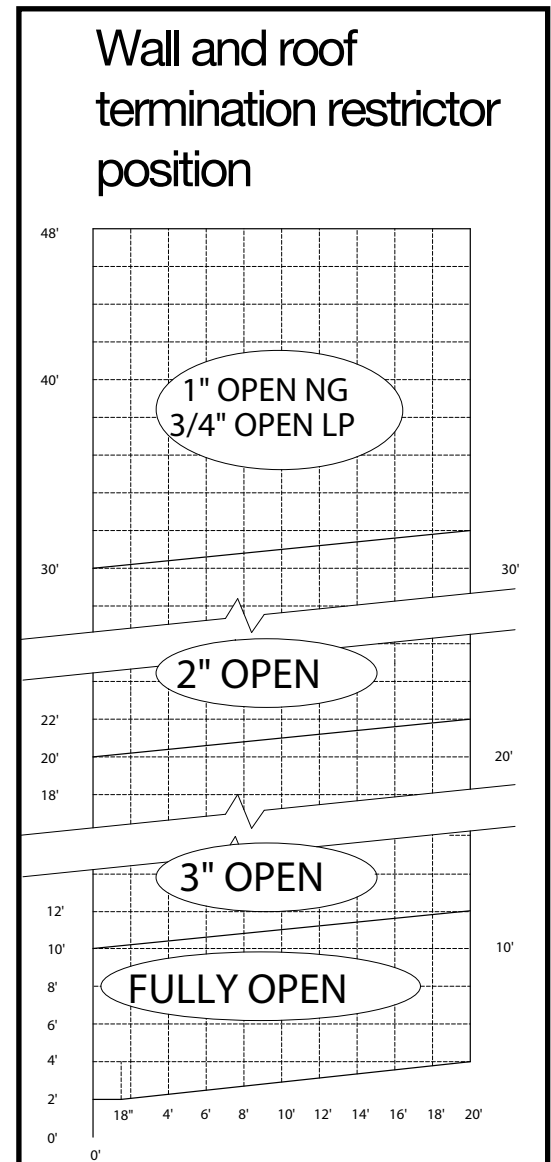 Wall and roof
termination restrictor
position
48'
40'
1" OPEN NG
3/4" OPEN LP
30'
30'
2" OPEN
22'
20'
20'
18'
3" OPEN
12'
10'
10'
8'
FULLY OPEN
6'
4'
2'
18" 4' 6' 8' 10' 12' 14' 16' 18' 20'
0'
0'